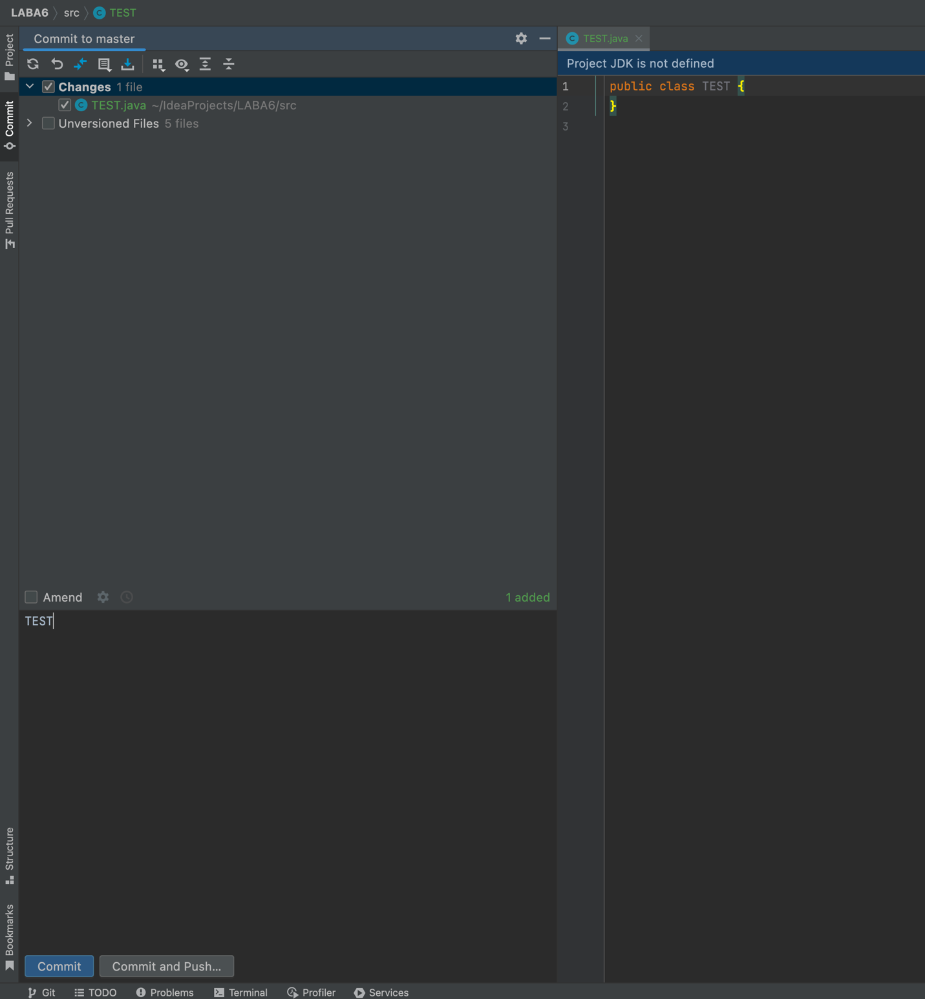 LABA6 src TEST
Project
Commit
Pull Requests
Structure
Bookmarks
Commit to master
Changes 1 file
TEST.java ~/IdeaProjects/LABA6/src
Unversioned Files 5 files
Amend
1 added
TEST
Commit
Commit and Push...
TEST.java
Project JDK is not defined
1 public class TEST {
2 }
3
Git TODO Problems Terminal Profiler Services